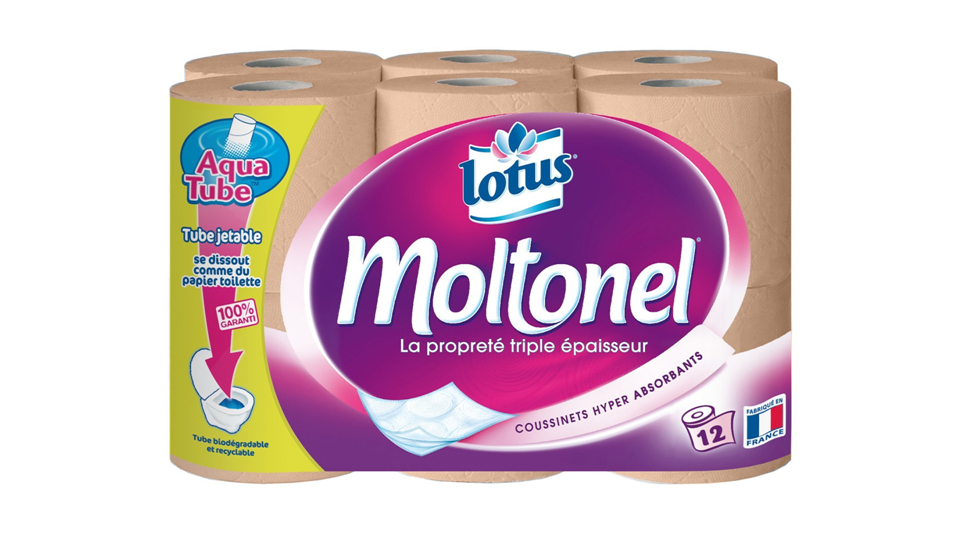 Aqua
Tube™
Tube jetable
se dissout
comme du
papier toilette
100%
GARANTI
Tube biodégradable
et recyclable
lotus®
Moltonel®
La propreté triple épaisseur
COUSSINETS HYPER ABSORBANTS
12
FABRIQUÉ EN
FRANCE